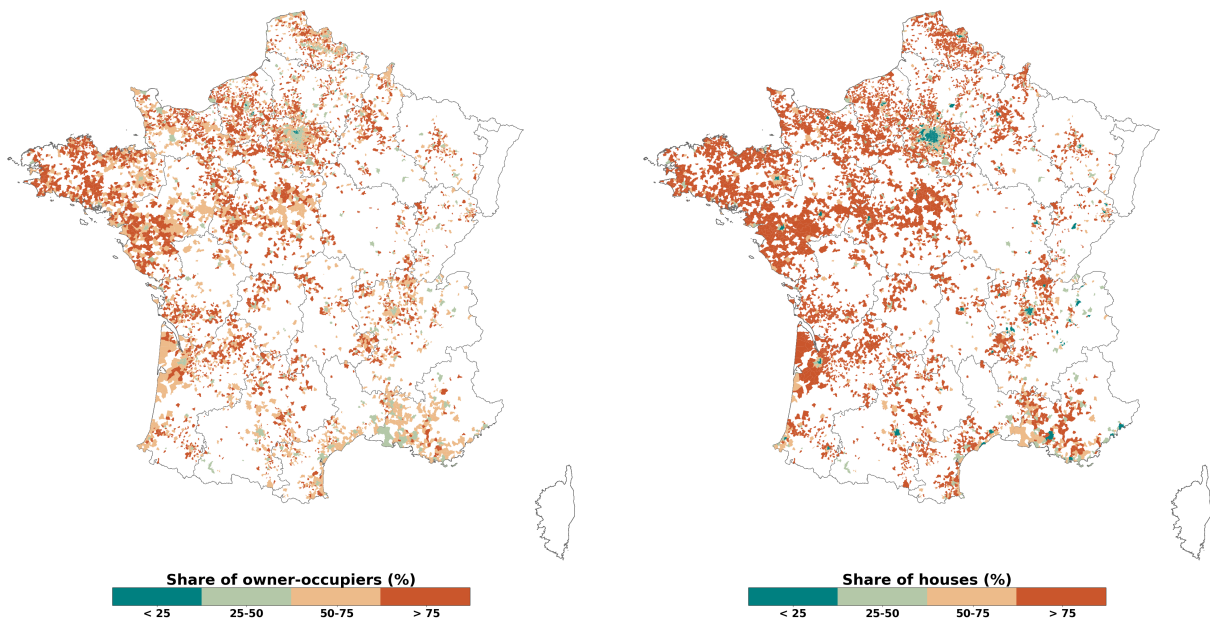 Share of owner-occupiers (%)
< 25 25-50 50-75 > 75
Share of houses (%)
< 25 25-50 50-75 > 75